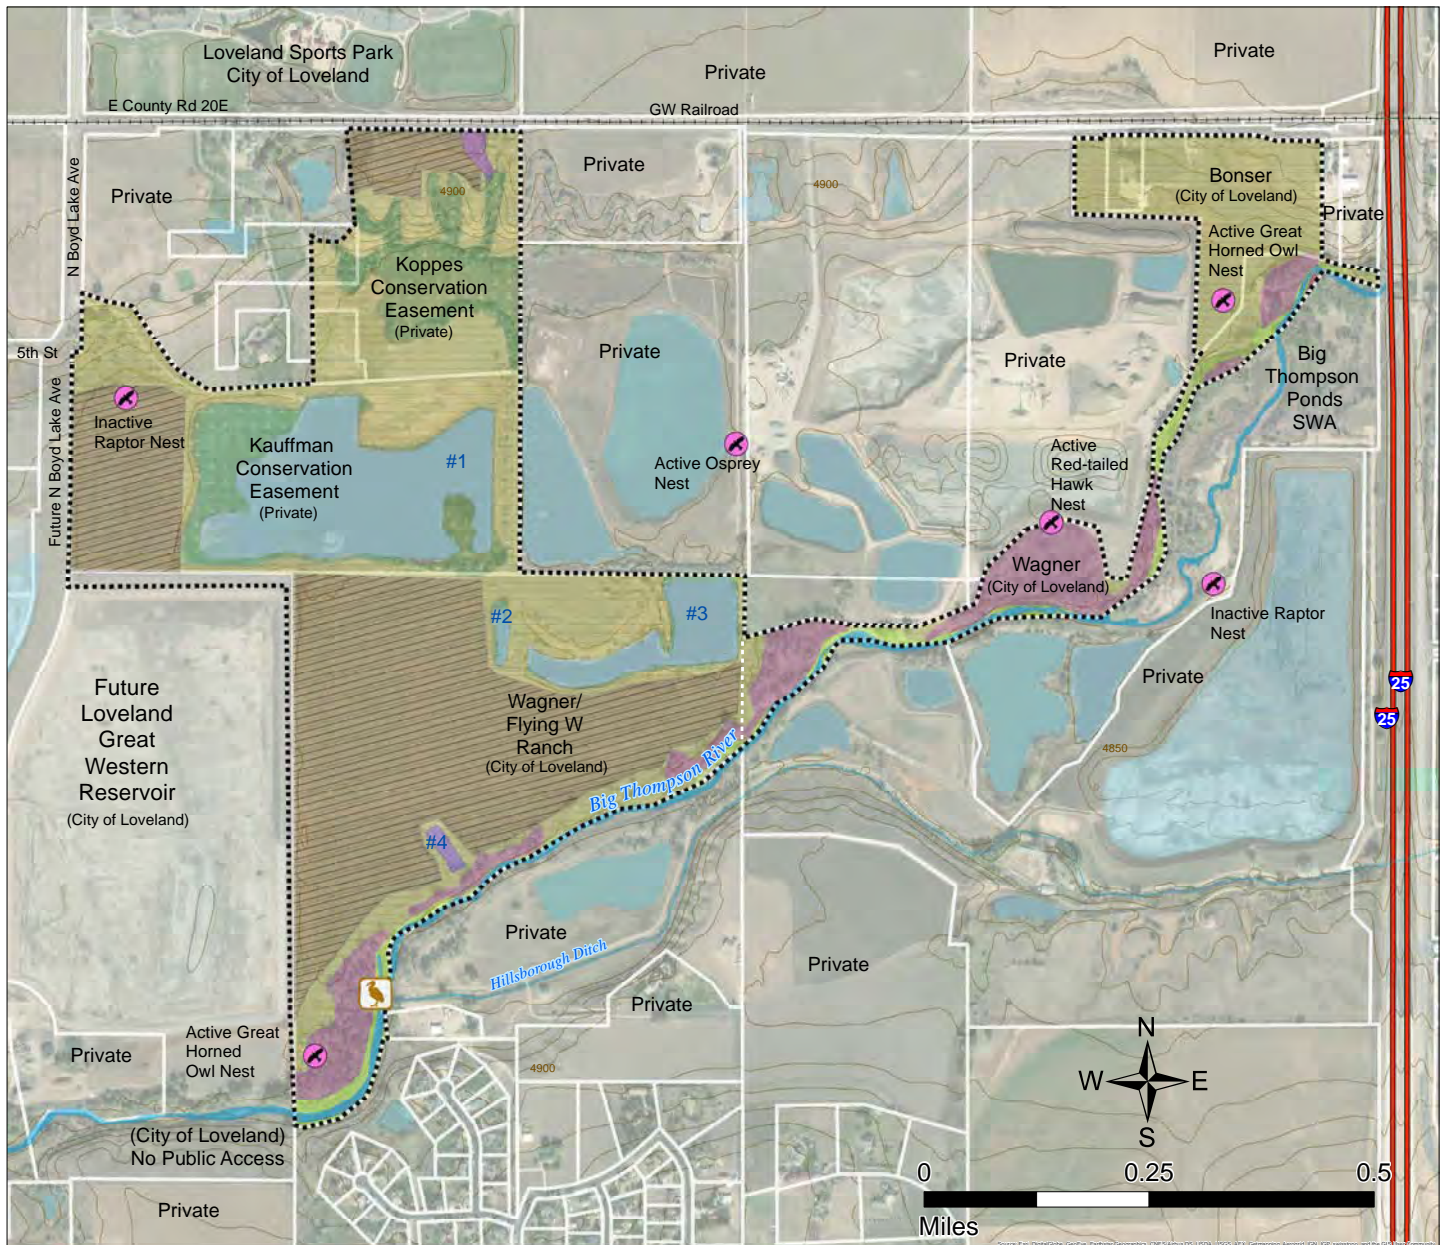 Loveland Sports Park
City of Loveland
Private
Private
E County Rd 20E
GW Railroad
N Boyd Lake Ave
Private
4900
Private
4900
Bonser
(City of Loveland)
Private
Active Great
Horned Owl
Nest
Koppes
Conservation
Easement
(Private)
5th St
Private
Private
Big
Thompson
Ponds
SWA
Future N Boyd Lake Ave
Inactive
Raptor Nest
Kauffman
Conservation
Easement
(Private)
#1
Active Osprey
Nest
Active
Red-tailed
Hawk
Nest
Wagner
(City of Loveland)
Inactive Raptor
Nest
#2
#3
Private
25
25
Future
Loveland
Great
Western
Reservoir
(City of Loveland)
Wagner/
Flying W
Ranch
(City of Loveland)
4850
Big Thompson River
#4
Private
Hillsborough Ditch
Private
Private
Private
Active Great
Horned
Owl Nest
4900
N
W E
S
(City of Loveland)
No Public Access
Private
0 0.25 0.5
Miles